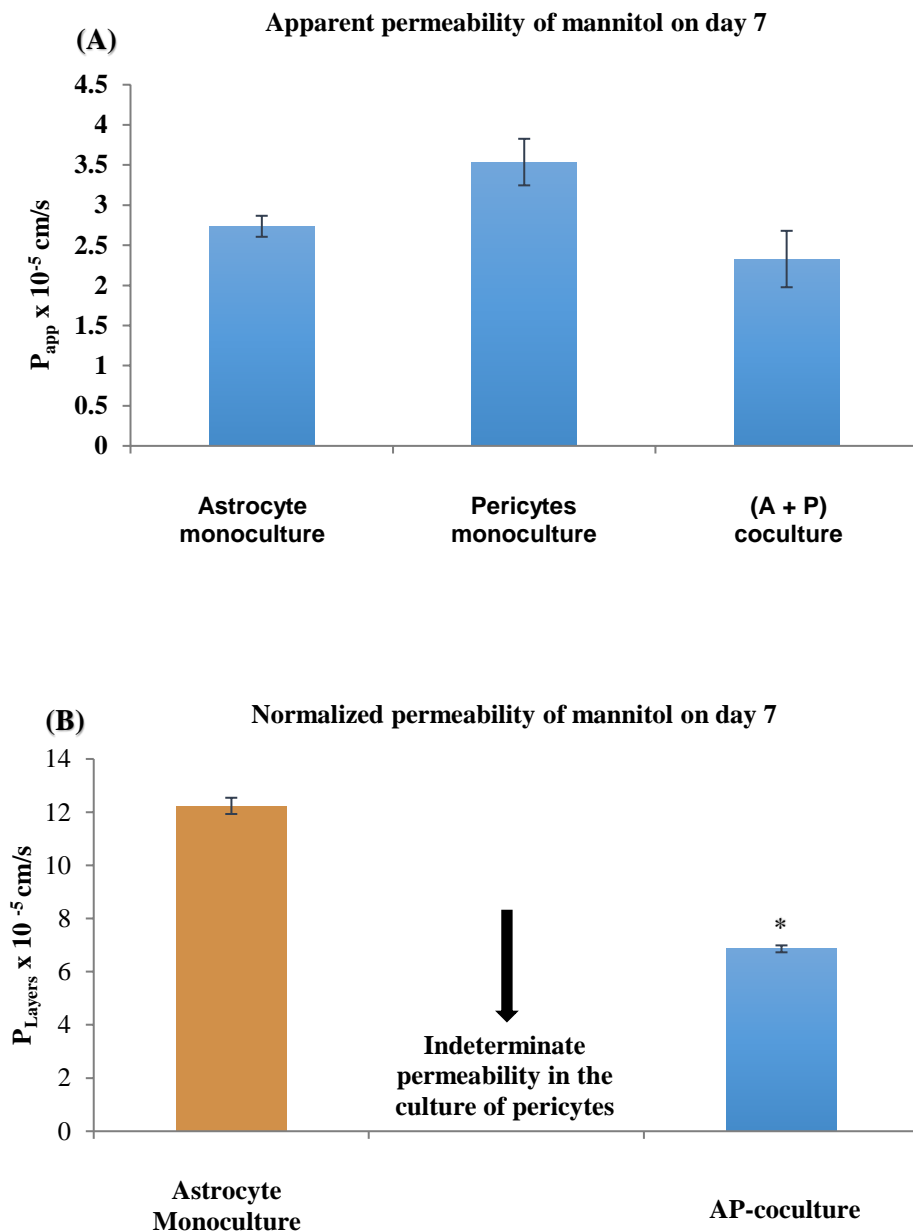 (A)
Apparent permeability of mannitol on day 7
4.5
4
3.5
3
2.5
2
1.5
1
0.5
0
P_app x 10^-5 cm/s
Astrocyte
monoculture
Pericytes
monoculture
(A + P)
coculture
(B)
Normalized permeability of mannitol on day 7
14
12
10
8
6
4
2
0
P_Layers x 10^-5 cm/s
*
Indeterminate
permeability in the
culture of pericytes
Astrocyte
Monoculture
AP-coculture